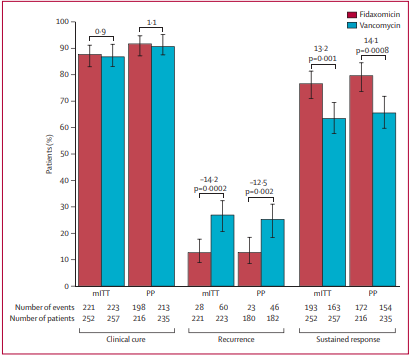 Fidaxomicin
Vancomycin
Patients (%)
100
90
80
70
60
50
40
30
20
10
0
0·9
1·1
–14·2
p=0·0002
–12·5
p=0·002
13·2
p=0·001
14·1
p=0·0008
mITT PP mITT PP mITT PP
Number of events 221 223 198 213 28 60 23 46 193 163 172 154
Number of patients 252 257 216 235 221 223 180 182 252 257 216 235
Clinical cure Recurrence Sustained response